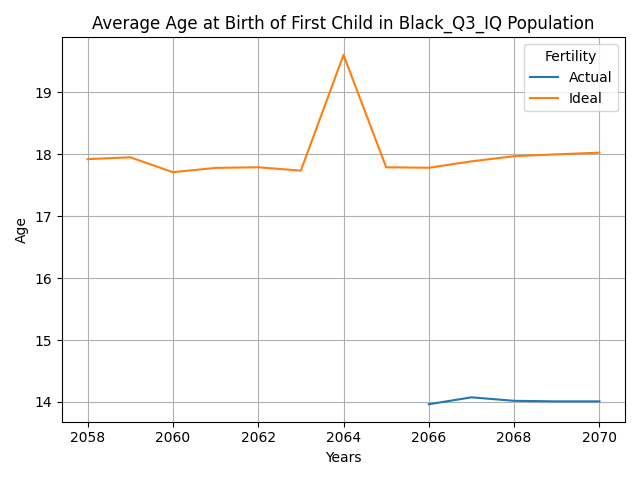 Average Age at Birth of First Child in Black_Q3_IQ Population
Fertility
Actual
Ideal
19
18
17
16
15
14
Age
2058 2060 2062 2064 2066 2068 2070
Years